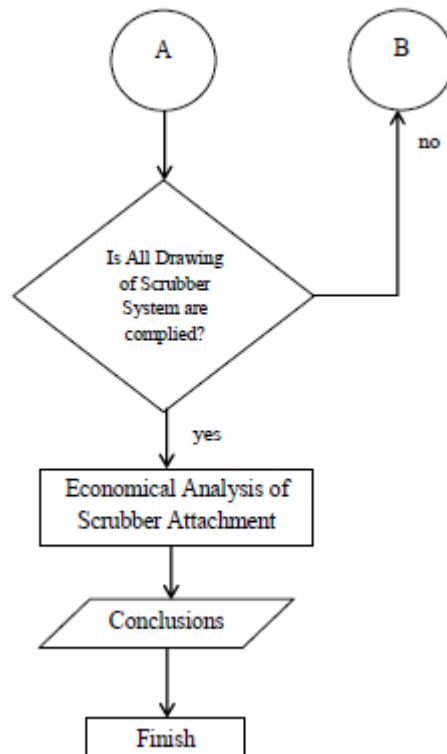 A
B
no
Is All Drawing
of Scrubber
System are
complied?
yes
Economical Analysis of
Scrubber Attachment
Conclusions
Finish